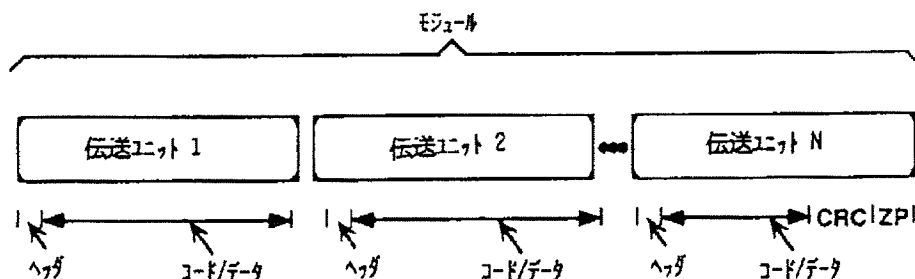 モジュール
伝送ユニット 1
伝送ユニット 2
伝送ユニット N
ヘッダ
コード/データ
ヘッダ
コード/データ
ヘッダ
コード/データ
CRC
ZP